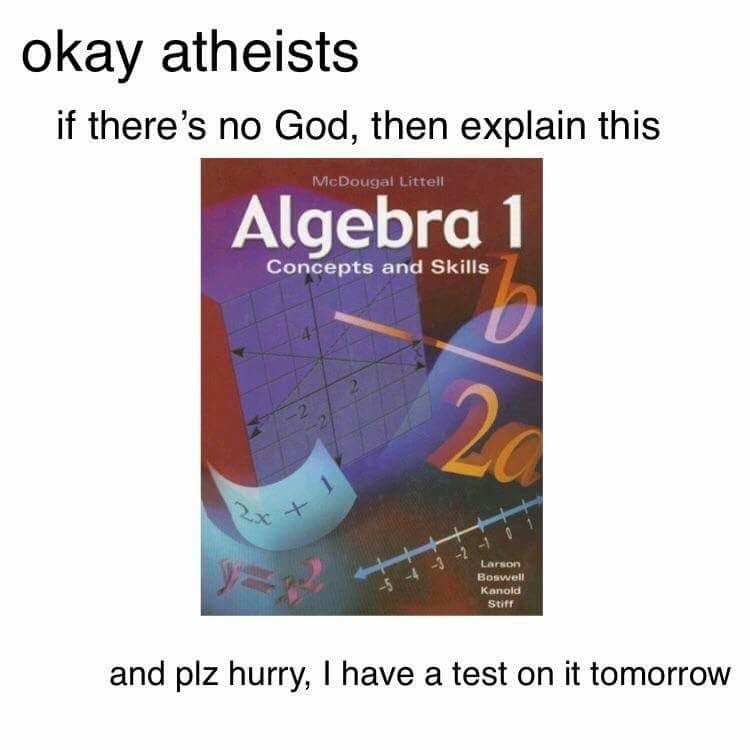 okay atheists
if there's no God, then explain this
McDougal Littell
Algebra 1
Concepts and Skills
b
4
2
2a
-2
-2
2x + 1
y=x2
-5 -4 -3 -2 -1 0 1
Larson
Boswell
Kanold
Stiff
and plz hurry, I have a test on it tomorrow